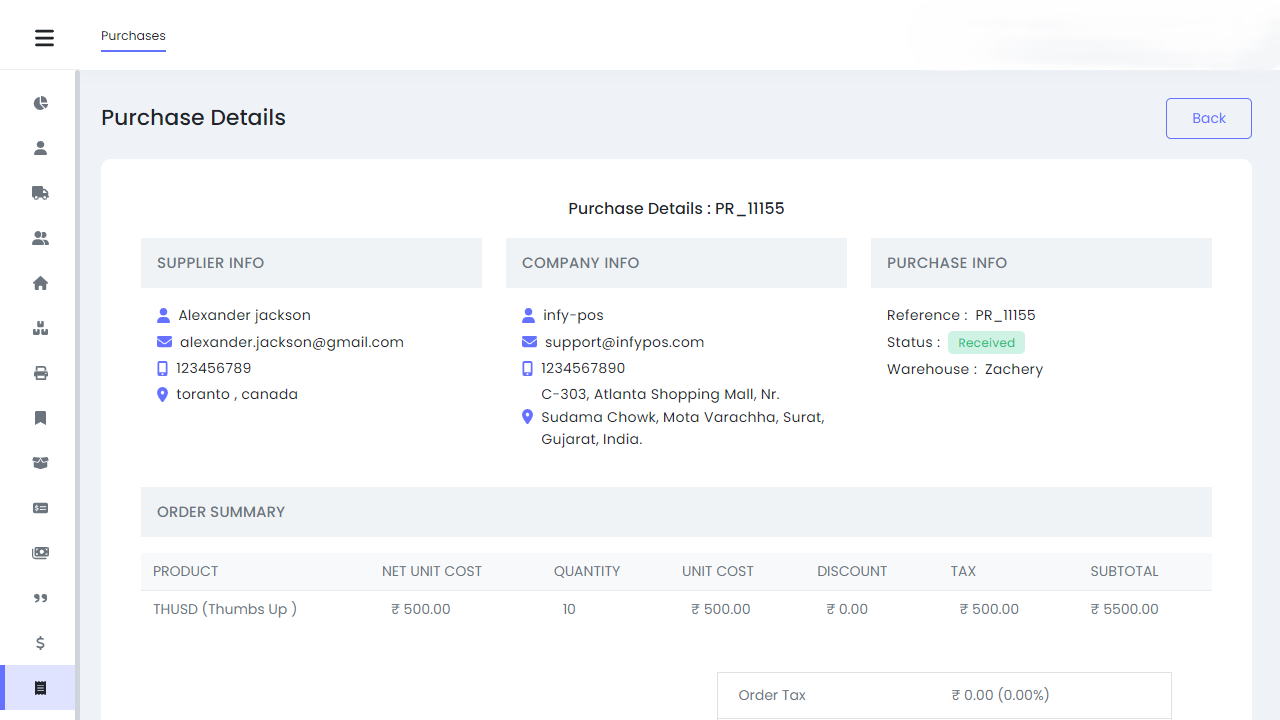 Purchases
Purchase Details
Back
Purchase Details : PR_11155
SUPPLIER INFO
Alexander jackson
alexander.jackson@gmail.com
123456789
toranto , canada
COMPANY INFO
infy-pos
support@infypos.com
1234567890
C-303, Atlanta Shopping Mall, Nr.
Sudama Chowk, Mota Varachha, Surat,
Gujarat, India.
PURCHASE INFO
Reference : PR_11155
Status : Received
Warehouse : Zachery
ORDER SUMMARY
PRODUCT NET UNIT COST QUANTITY UNIT COST DISCOUNT TAX SUBTOTAL
THUSD (Thumbs Up ) ₹ 500.00 10 ₹ 500.00 ₹ 0.00 ₹ 500.00 ₹ 5500.00
Order Tax ₹ 0.00 (0.00%)